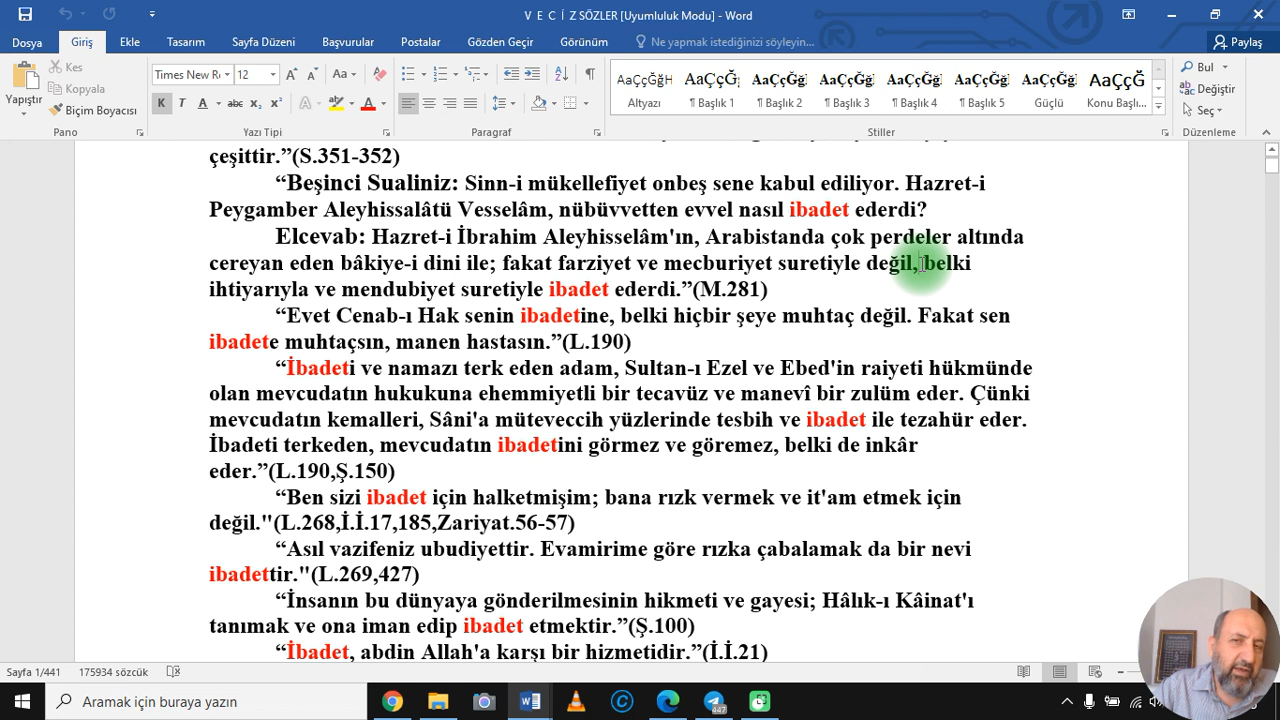 V E C İ Z SÖZLER [Uyumluluk Modu] - Word
Dosya Giriş Ekle Tasarım Sayfa Düzeni Başvurular Postalar Gözden Geçir Görünüm Ne yapmak istediğinizi söyleyin... Paylaş
Yapıştır
Kes
Kopyala
Biçim Boyacısı
Times New Ro 12
Aa
K T A abc x₂ x²
AaÇçĞğH AaÇçĞğ AaÇçĞğ AaÇçĞğ AaÇçĞğ AaÇçĞğ AaÇçĞğ AaÇçĞ
Altyazı ¶ Başlık 1 ¶ Başlık 2 ¶ Başlık 3 ¶ Başlık 4 ¶ Başlık 5 Güçlü Konu Başlı...
Bul
Değiştir
Seç
Pano Yazı Tipi Paragraf Stiller Düzenleme
çeşittir.”(S.351-352)
“Beşinci Sualiniz: Sinn-i mükellefiyet onbeş sene kabul ediliyor. Hazret-i
Peygamber Aleyhissalâtü Vesselâm, nübüvvetten evvel nasıl ibadet ederdi?
Elcevab: Hazret-i İbrahim Aleyhisselâm'ın, Arabistanda çok perdeler altında
cereyan eden bâkiye-i dini ile; fakat farziyet ve mecburiyet suretiyle değil, belki
ihtiyarıyla ve mendubiyet suretiyle ibadet ederdi.”(M.281)
“Evet Cenab-ı Hak senin ibadetine, belki hiçbir şeye muhtaç değil. Fakat sen
ibadete muhtaçsın, manen hastasın.”(L.190)
“İbadeti ve namazı terk eden adam, Sultan-ı Ezel ve Ebed'in raiyeti hükmünde
olan mevcudatın hukukuna ehemmiyetli bir tecavüz ve manevî bir zulüm eder. Çünki
mevcudatın kemalleri, Sâni'a müteveccih yüzlerinde tesbih ve ibadet ile tezahür eder.
İbadeti terkeden, mevcudatın ibadetini görmez ve göremez, belki de inkâr
eder.”(L.190,Ş.150)
“Ben sizi ibadet için halketmişim; bana rızk vermek ve it'am etmek için
değil."(L.268,İ.İ.17,185,Zariyat.56-57)
“Asıl vazifeniz ubudiyettir. Evamirime göre rızka çabalamak da bir nevi
ibadettir."(L.269,427)
“İnsanın bu dünyaya gönderilmesinin hikmeti ve gayesi; Hâlık-ı Kâinat'ı
tanımak ve ona iman edip ibadet etmektir.”(Ş.100)
“İbadet, abdin Allah'a karşı bir hizmetidir.”(İ.İ.21)
Sayfa 1/441 175934 sözcük
Aramak için buraya yazın
447